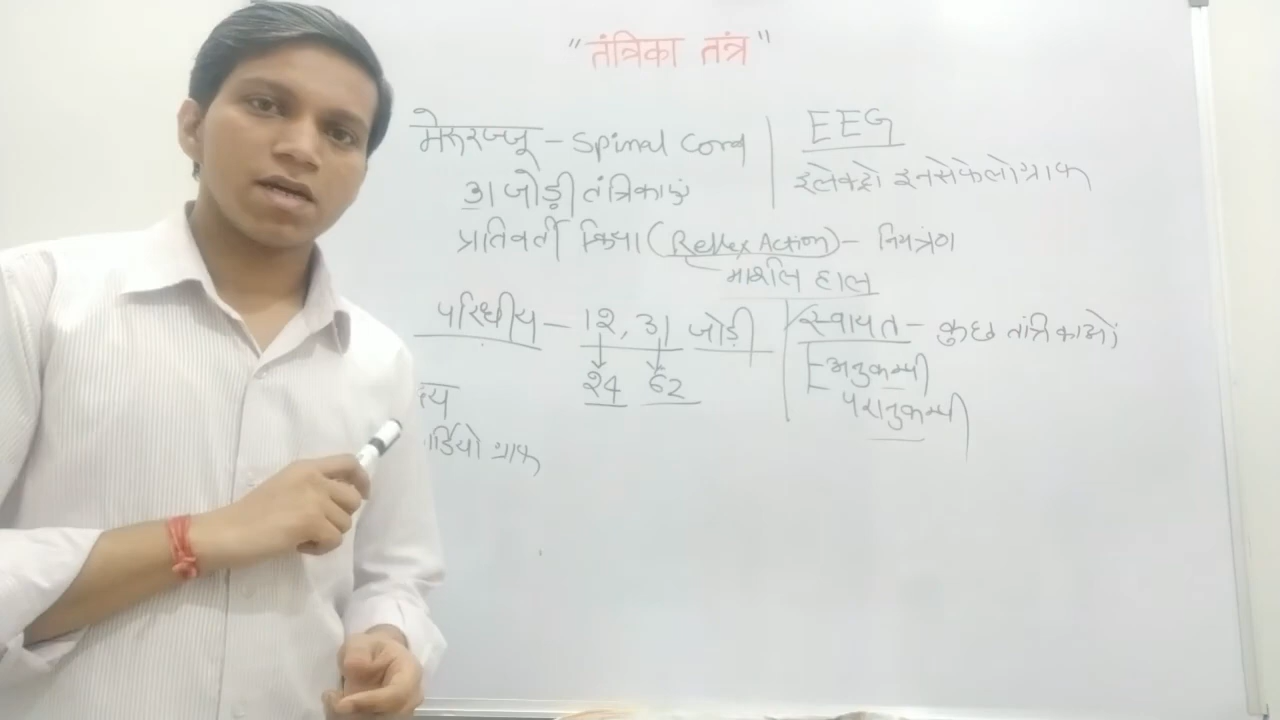 "तंत्रिका तंत्र"
मेरुरज्जू – Spinal Cord
31 जोड़ी तंत्रिकाएं
प्रतिवर्ती क्रिया (Reflex Action) – नियंत्रण
मार्शल हाल
EEG
इलेक्ट्रो इनसेफेलोग्राफ
परिधीय – 12, 31 जोड़ी
24 62
स्वायत – कुछ तांत्रिकाओं
अनुकम्पी
परानुकम्पी
र्डियो ग्राफ